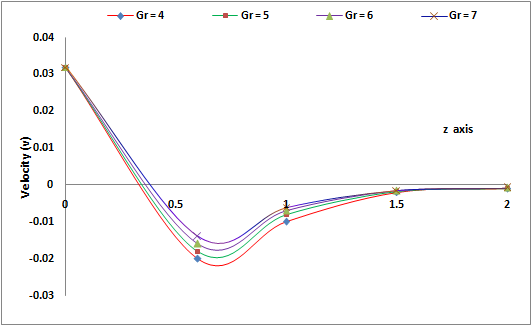 Gr = 4 Gr = 5 Gr = 6 Gr = 7
0.04
0.03
0.02
0.01
0
-0.01
-0.02
-0.03
Velocity (v)
z axis
0 0.5 1 1.5 2